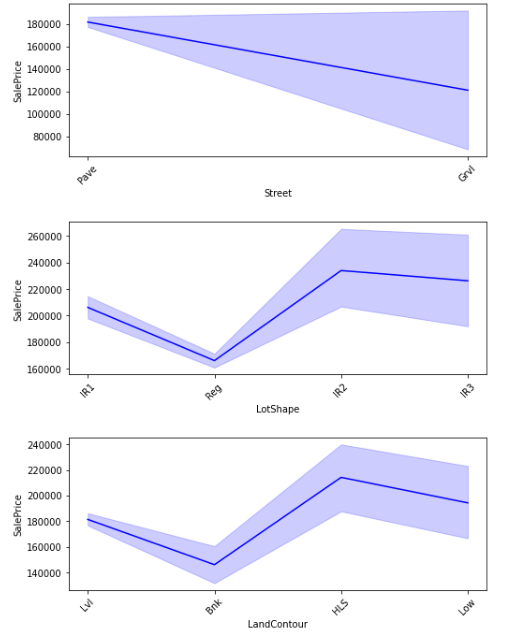 180000
160000
140000
120000
100000
80000
SalePrice
Pave
Grvl
Street
260000
240000
220000
200000
180000
160000
SalePrice
IR1
Reg
IR2
IR3
LotShape
240000
220000
200000
180000
160000
140000
SalePrice
Lvl
Bnk
HLS
Low
LandContour